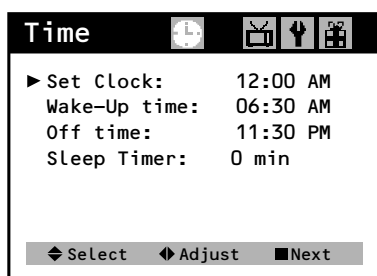 Time
Set Clock: 12:00 AM
Wake-Up time: 06:30 AM
Off time: 11:30 PM
Sleep Timer: 0 min
Select Adjust Next